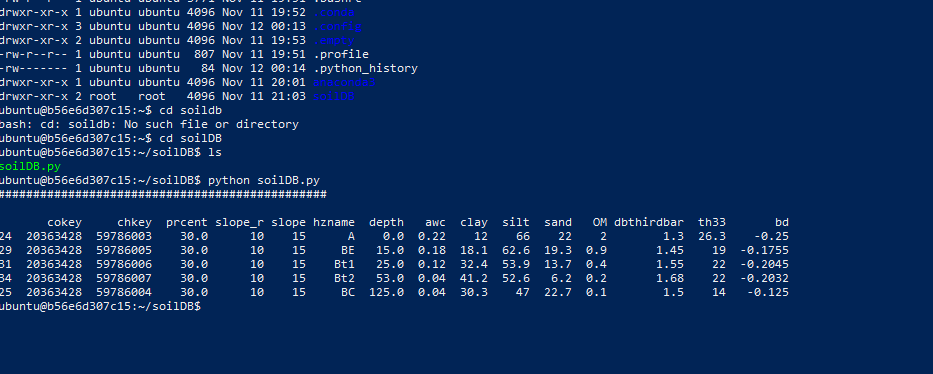 drwxr-xr-x 1 ubuntu ubuntu 4096 Nov 11 19:52
drwxr-xr-x 3 ubuntu ubuntu 4096 Nov 12 00:13
drwxr-xr-x 2 ubuntu ubuntu 4096 Nov 11 19:53
-rw-r--r-- 1 ubuntu ubuntu  807 Nov 11 19:51 .profile
-rw------- 1 ubuntu ubuntu   84 Nov 12 00:14 .python_history
drwxr-xr-x 1 ubuntu ubuntu 4096 Nov 11 20:01
drwxr-xr-x 2 root   root   4096 Nov 11 21:03 soilDB
ubuntu@b56e6d307c15:~$ cd soildb
bash: cd: soildb: No such file or directory
ubuntu@b56e6d307c15:~$ cd soilDB
ubuntu@b56e6d307c15:~/soilDB$ ls
soilDB.py
ubuntu@b56e6d307c15:~/soilDB$ python soilDB.py
################################################
cokey chkey prcent slope_r slope hzname depth awc clay silt sand OM dbthirdbar th33 bd
24 20363428 59786003 30.0 10 15 A 0.0 0.22 12 66 22 2 1.3 26.3 -0.25
29 20363428 59786005 30.0 10 15 BE 15.0 0.18 18.1 62.6 19.3 0.9 1.45 19 -0.1755
31 20363428 59786006 30.0 10 15 Bt1 25.0 0.12 32.4 53.9 13.7 0.4 1.55 22 -0.2045
34 20363428 59786007 30.0 10 15 Bt2 53.0 0.04 41.2 52.6 6.2 0.2 1.68 22 -0.2032
25 20363428 59786004 30.0 10 15 BC 125.0 0.04 30.3 47 22.7 0.1 1.5 14 -0.125
ubuntu@b56e6d307c15:~/soilDB$